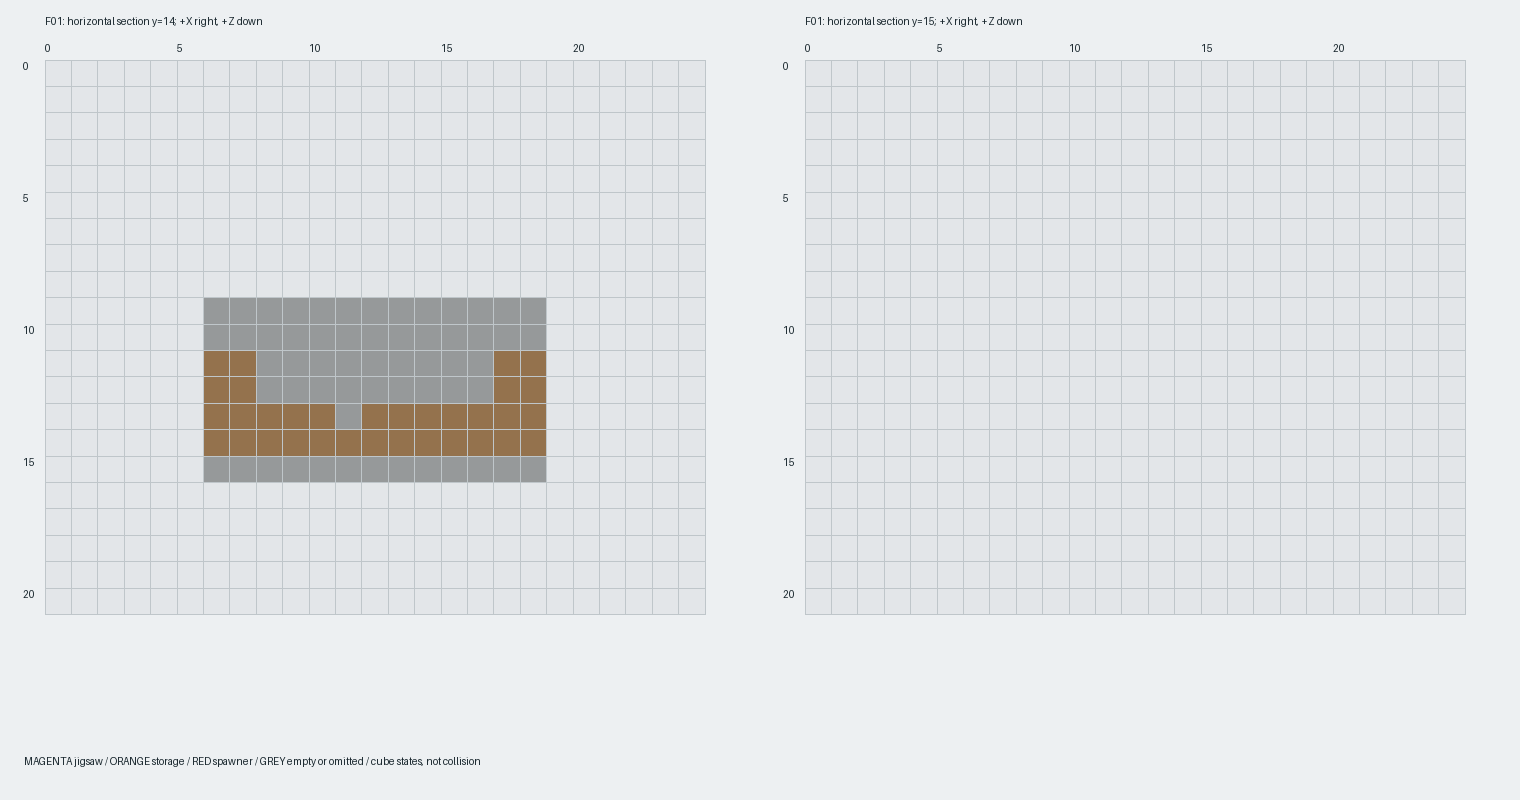 F01: horizontal section y=14; +X right, +Z down
F01: horizontal section y=15; +X right, +Z down
0 5 10 15 20
0 5 10 15 20
0
0
5
5
10
10
15
15
20
20
MAGENTA jigsaw / ORANGE storage / RED spawner / GREY empty or omitted / cube states, not collision